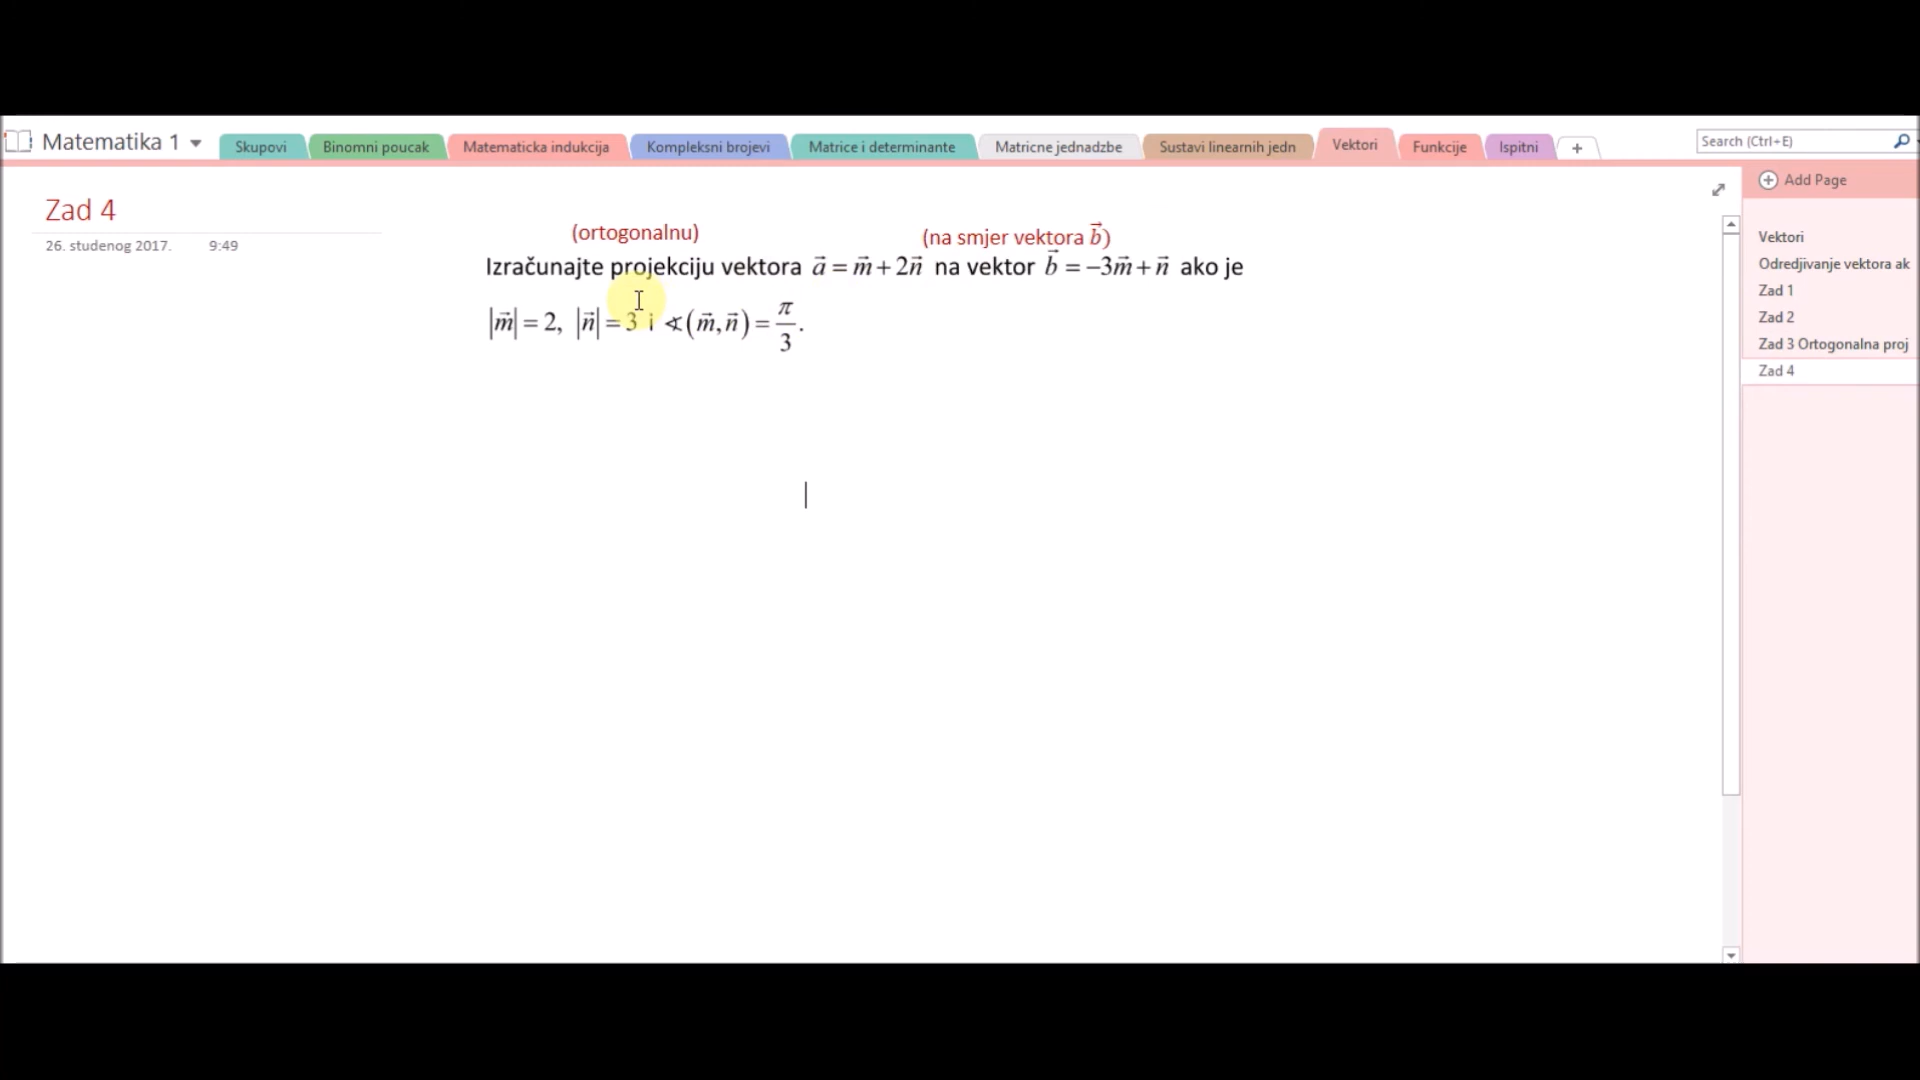 Matematika 1
Skupovi
Binomni poucak
Matematicka indukcija
Kompleksni brojevi
Matrice i determinante
Matricne jednadzbe
Sustavi linearnih jedn
Vektori
Funkcije
Ispitni
+
Search (Ctrl+E)
Add Page
Zad 4
26. studenog 2017. 9:49
(ortogonalnu) (na smjer vektora b⃗)
Izračunajte projekciju vektora a⃗ = m⃗ + 2n⃗ na vektor b⃗ = −3m⃗ + n⃗ ako je
|m⃗| = 2, |n⃗| = 3 i ∢(m⃗, n⃗) = π/3.
Vektori
Odredjivanje vektora ak
Zad 1
Zad 2
Zad 3 Ortogonalna proj
Zad 4